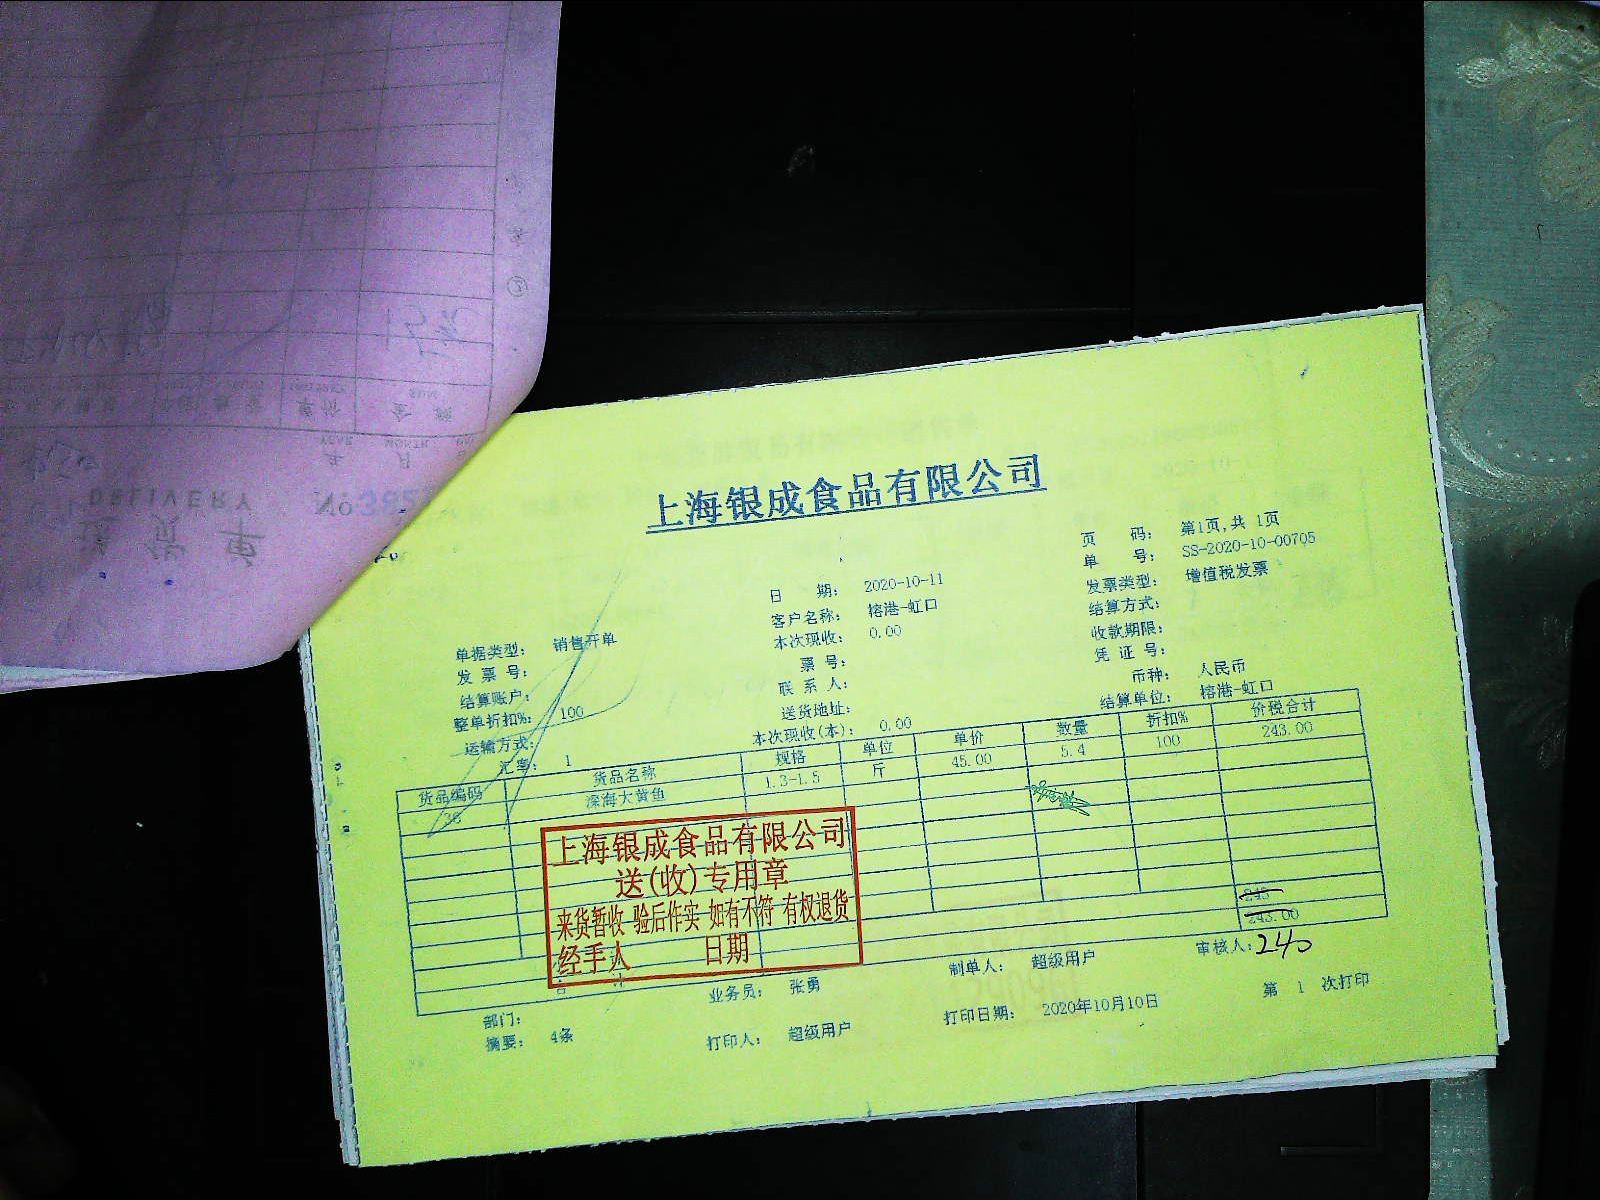 上海银成食品有限公司
页 码： 第1页,共 1页
单 号： SS-2020-10-00705
日 期： 2020-10-11
发票类型： 增值税发票
客户名称： 榕港-虹口
结算方式：
单据类型： 销售开单
本次现收： 0.00
收款期限：
发 票 号：
票 号：
凭 证 号：
结算账户：
联 系 人：
币种： 人民币
整单折扣%： 100
送货地址：
结算单位： 榕港-虹口
运输方式：
本次现收(本)： 0.00
汇率： 1
货品编码 货品名称 规格 单位 单价 数量 折扣% 价税合计
36 深海大黄鱼 1.3-1.5 斤 45.00 5.4 100 243.00
上海银成食品有限公司
送(收)专用章
来货暂收 验后作实 如有不符 有权退货
经手人 日期
243
243.00
合 计
240
部门： 业务员： 张勇 制单人： 超级用户 审核人：
摘要： 4条 打印人： 超级用户 打印日期： 2020年10月10日 第 1 次打印
DELIVERY
送 货 单
No